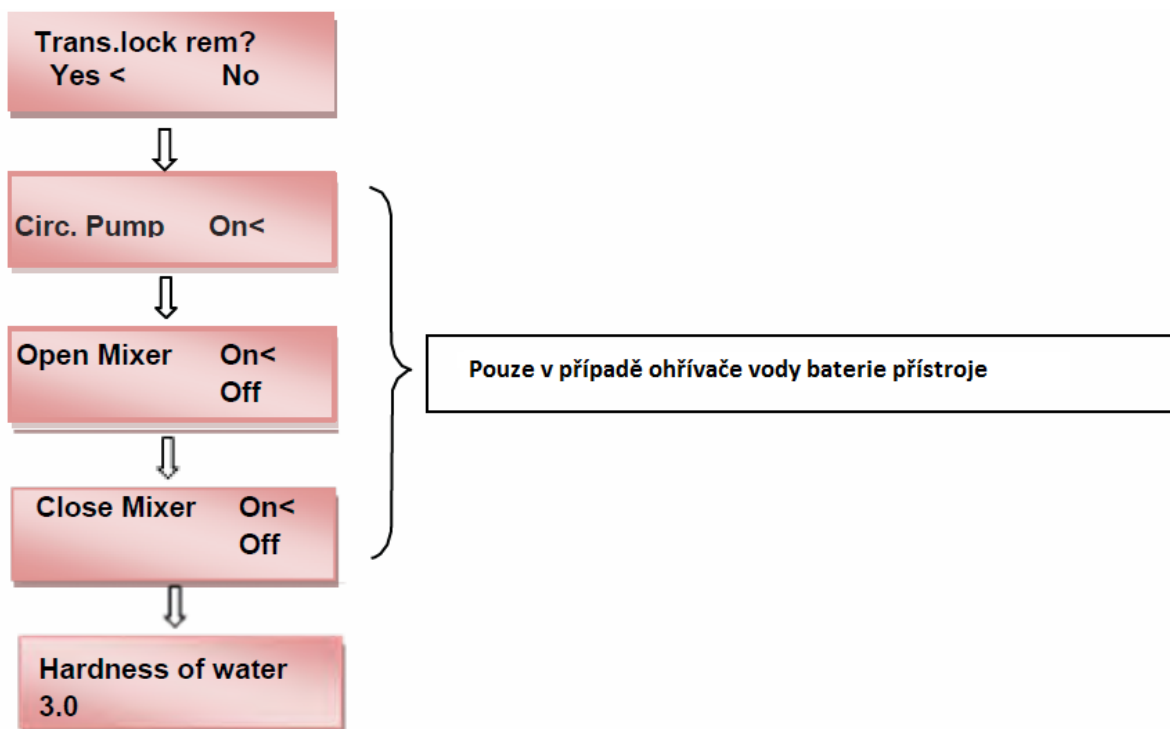 Trans.lock rem?
Yes < No
Circ. Pump On<
Open Mixer On<
Off
Pouze v případě ohřívače vody baterie přístroje
Close Mixer On<
Off
Hardness of water
3.0